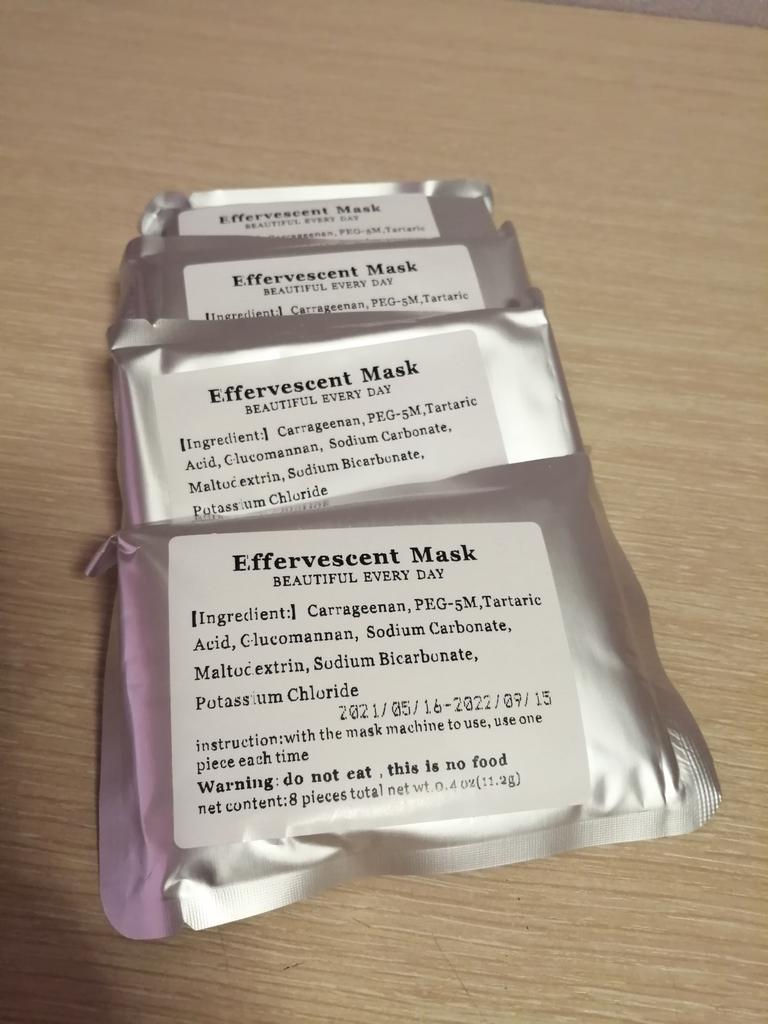 Effervescent Mask
BEAUTIFUL EVERY DAY
Carrageenan, PEG-5M,Tartaric
Effervescent Mask
BEAUTIFUL EVERY DAY
[Ingredient:] Carrageenan, PEG-5M,Tartaric
Effervescent Mask
BEAUTIFUL EVERY DAY
[Ingredient:] Carrageenan, PEG-5M,Tartaric
Acid, Glucomannan, Sodium Carbonate,
Maltodextrin, Sodium Bicarbonate,
Potassium Chloride
Effervescent Mask
BEAUTIFUL EVERY DAY
[Ingredient:] Carrageenan, PEG-5M,Tartaric
Acid, Glucomannan, Sodium Carbonate,
Maltodextrin, Sodium Bicarbonate,
Potassium Chloride
2021/05/16-2022/09/15
instruction:with the mask machine to use, use one
piece each time
Warning: do not eat , this is no food
net content:8 pieces total net wt.0.4 oz(11.2g)